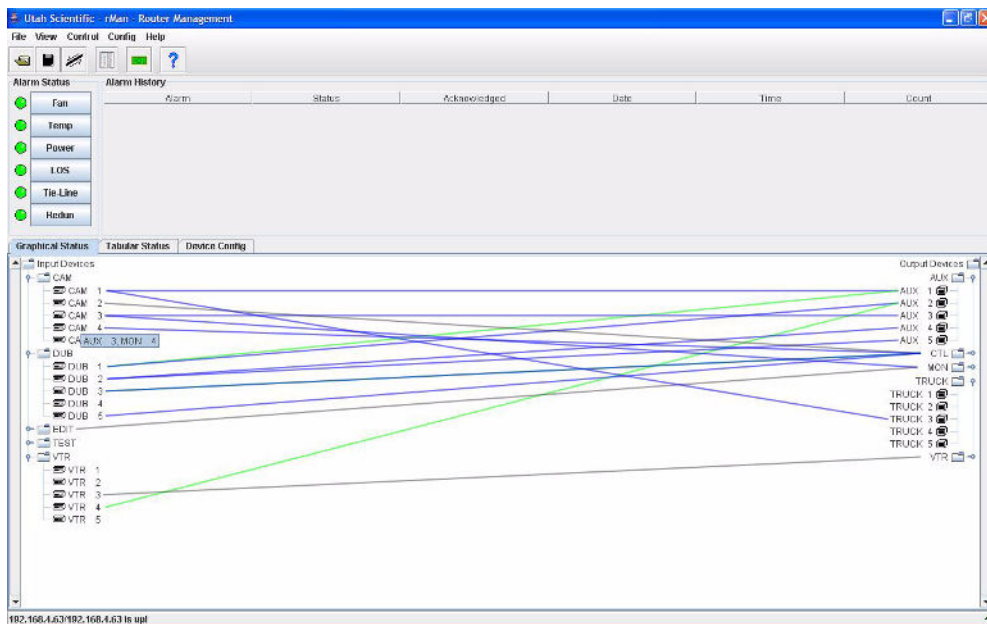 Utah Scientific - rMan - Router Management
File View Control Config Help
Alarm Status Alarm History
Alarm Status Acknowledged Date Time Count
Fan
Temp
Power
LOS
Tie-Line
Redun
Graphical Status Tabular Status Device Config
Input Devices Output Devices
CAM AUX
CAM 1 AUX 1
CAM 2 AUX 2
CAM 3 AUX 3
CAM 4 AUX 4
CA AUX 3, MON 4 AUX 5
DUB CTL
DUB 1 MON
DUB 2 TRUCK
DUB 3 TRUCK 1
DUB 4 TRUCK 2
DUB 5 TRUCK 3
EDIT TRUCK 4
TEST TRUCK 5
VTR VTR
VTR 1
VTR 2
VTR 3
VTR 4
VTR 5
192.168.4.63/192.168.4.63 is up!